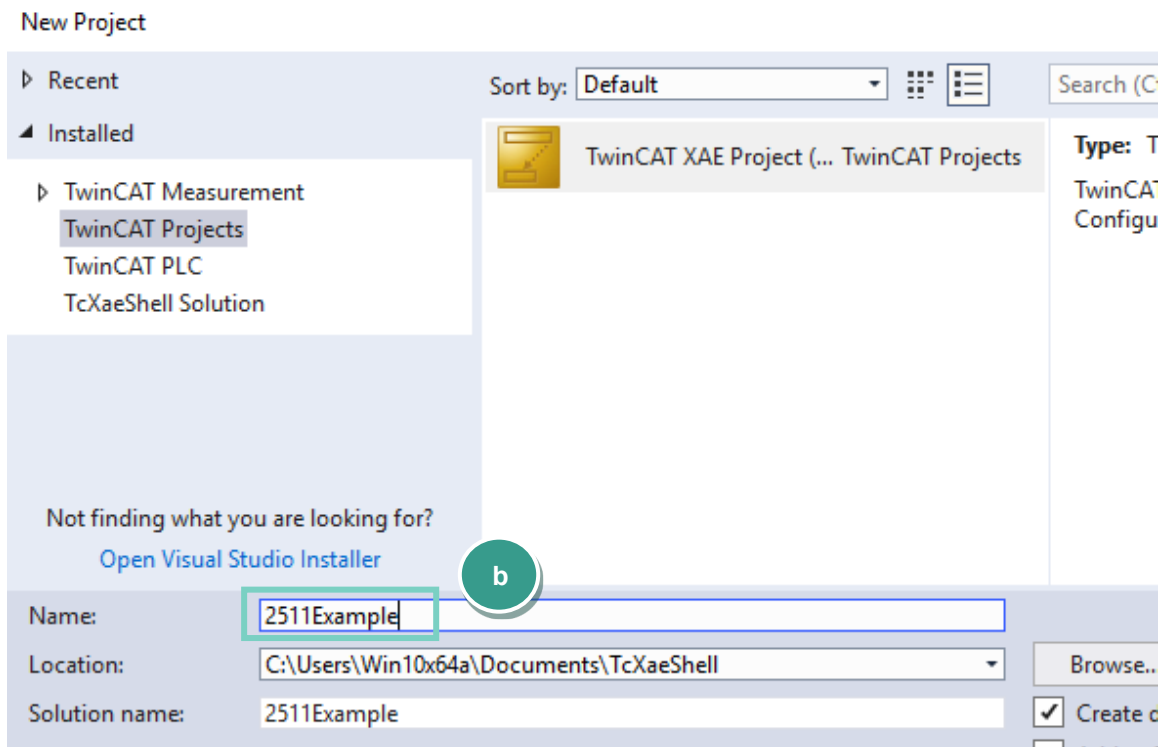 New Project
Recent
Installed
TwinCAT Measurement
TwinCAT Projects
TwinCAT PLC
TcXaeShell Solution
Not finding what you are looking for?
Open Visual Studio Installer
Sort by: Default
TwinCAT XAE Project (... TwinCAT Projects
Search (C
Type: T
TwinCAT
Configu
b
Name: 2511Example
Location: C:\Users\Win10x64a\Documents\TcXaeShell
Browse..
Solution name: 2511Example
Create d